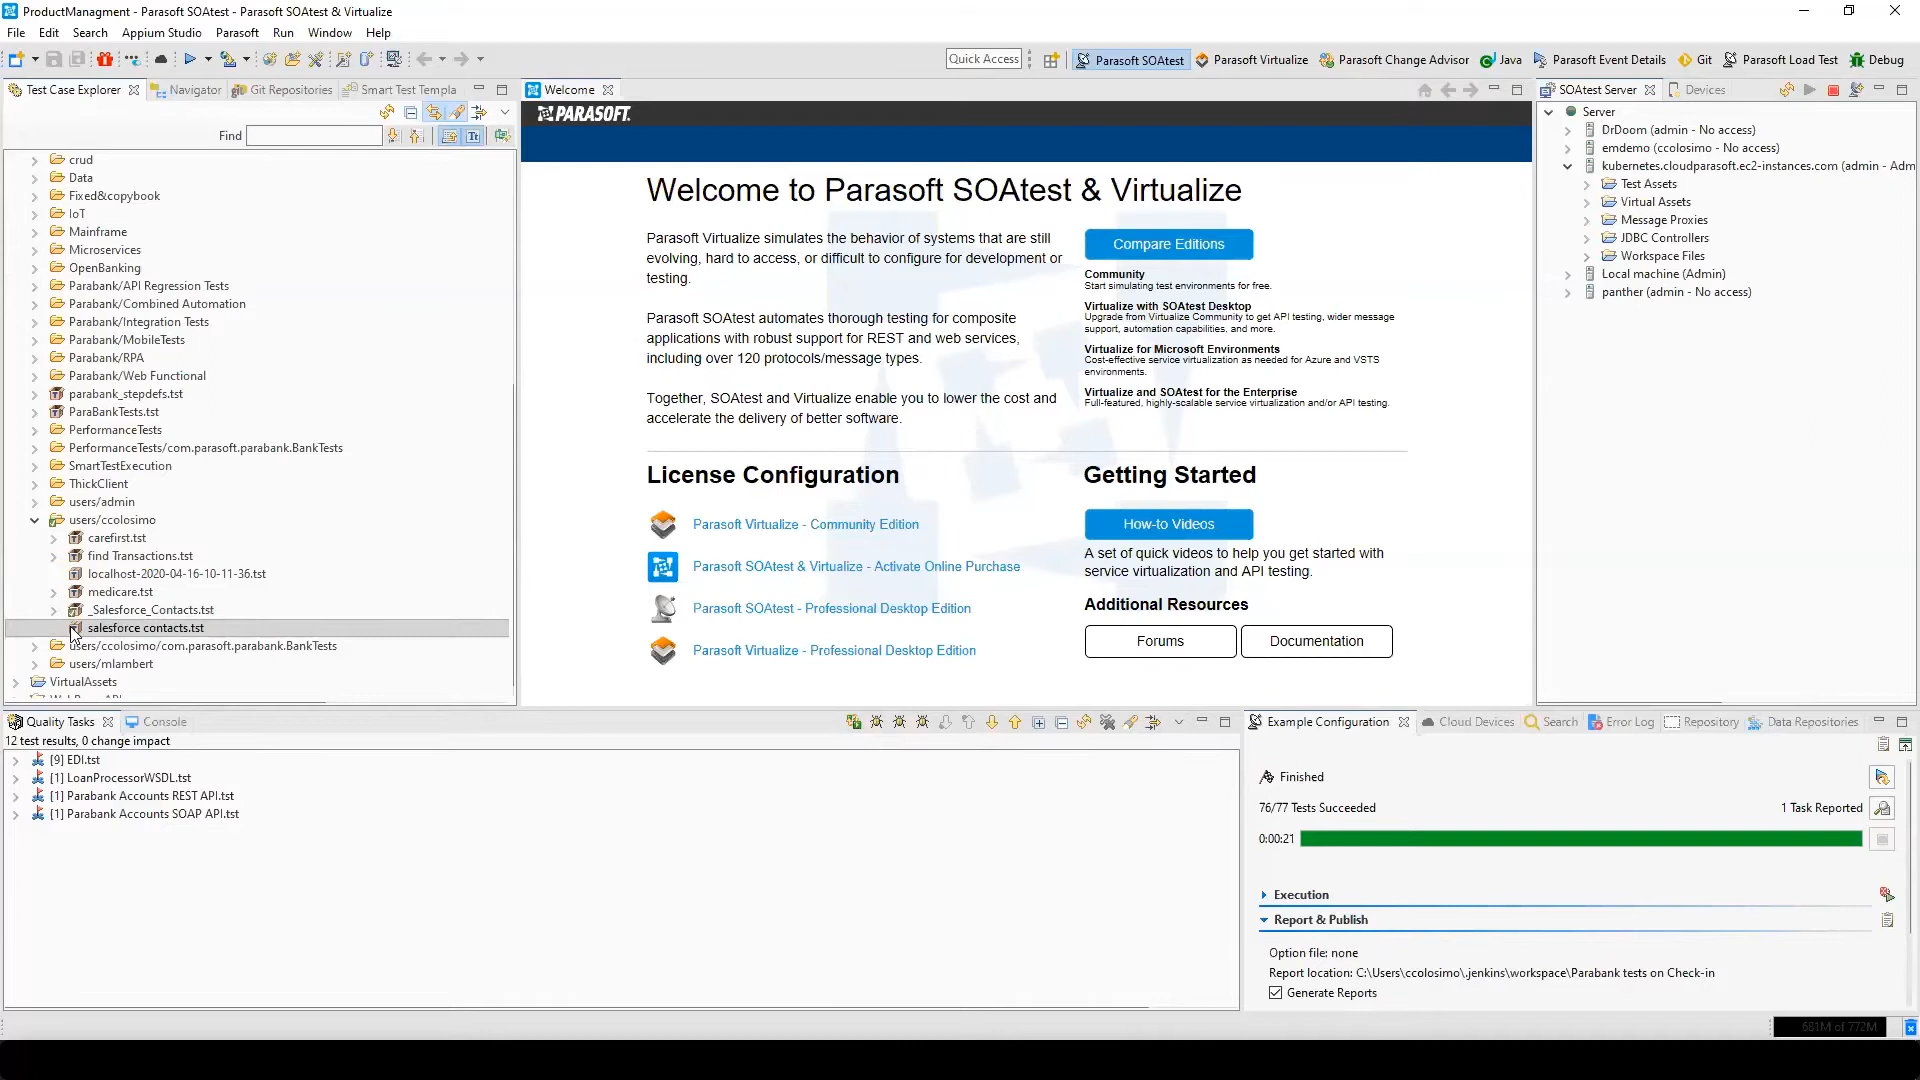 ProductManagment - Parasoft SOAtest - Parasoft SOAtest & Virtualize
File Edit Search Appium Studio Parasoft Run Window Help
Quick Access Parasoft SOAtest Parasoft Virtualize Parasoft Change Advisor Java Parasoft Event Details Git Parasoft Load Test Debug
Test Case Explorer Navigator Git Repositories Smart Test Templa
Find
crud
Data
Fixed&copybook
IoT
Mainframe
Microservices
OpenBanking
Parabank/API Regression Tests
Parabank/Combined Automation
Parabank/Integration Tests
Parabank/MobileTests
Parabank/RPA
Parabank/Web Functional
parabank_stepdefs.tst
ParaBankTests.tst
PerformanceTests
PerformanceTests/com.parasoft.parabank.BankTests
SmartTestExecution
ThickClient
users/admin
users/ccolosimo
carefirst.tst
find Transactions.tst
localhost-2020-04-16-10-11-36.tst
medicare.tst
_Salesforce_Contacts.tst
salesforce contacts.tst
users/ccolosimo/com.parasoft.parabank.BankTests
users/mlambert
VirtualAssets
Welcome
PARASOFT.
Welcome to Parasoft SOAtest & Virtualize
Parasoft Virtualize simulates the behavior of systems that are still
evolving, hard to access, or difficult to configure for development or
testing.
Parasoft SOAtest automates thorough testing for composite
applications with robust support for REST and web services,
including over 120 protocols/message types.
Together, SOAtest and Virtualize enable you to lower the cost and
accelerate the delivery of better software.
Compare Editions
Community
Start simulating test environments for free.
Virtualize with SOAtest Desktop
Upgrade from Virtualize Community to get API testing, wider message
support, automation capabilities, and more.
Virtualize for Microsoft Environments
Cost-effective service virtualization as needed for Azure and VSTS
environments.
Virtualize and SOAtest for the Enterprise
Full-featured, highly-scalable service virtualization and/or API testing.
License Configuration
Parasoft Virtualize - Community Edition
Parasoft SOAtest & Virtualize - Activate Online Purchase
Parasoft SOAtest - Professional Desktop Edition
Parasoft Virtualize - Professional Desktop Edition
Getting Started
How-to Videos
A set of quick videos to help you get started with
service virtualization and API testing.
Additional Resources
Forums Documentation
SOAtest Server Devices
Server
DrDoom (admin - No access)
emdemo (ccolosimo - No access)
kubernetes.cloudparasoft.ec2-instances.com (admin - Adm
Test Assets
Virtual Assets
Message Proxies
JDBC Controllers
Workspace Files
Local machine (Admin)
panther (admin - No access)
Quality Tasks Console
12 test results, 0 change impact
[9] EDI.tst
[1] LoanProcessorWSDL.tst
[1] Parabank Accounts REST API.tst
[1] Parabank Accounts SOAP API.tst
Example Configuration Cloud Devices Search Error Log Repository Data Repositories
Finished
76/77 Tests Succeeded 1 Task Reported
0:00:21
Execution
Report & Publish
Option file: none
Report location: C:\Users\ccolosimo\.jenkins\workspace\Parabank tests on Check-in
Generate Reports
681M of 772M